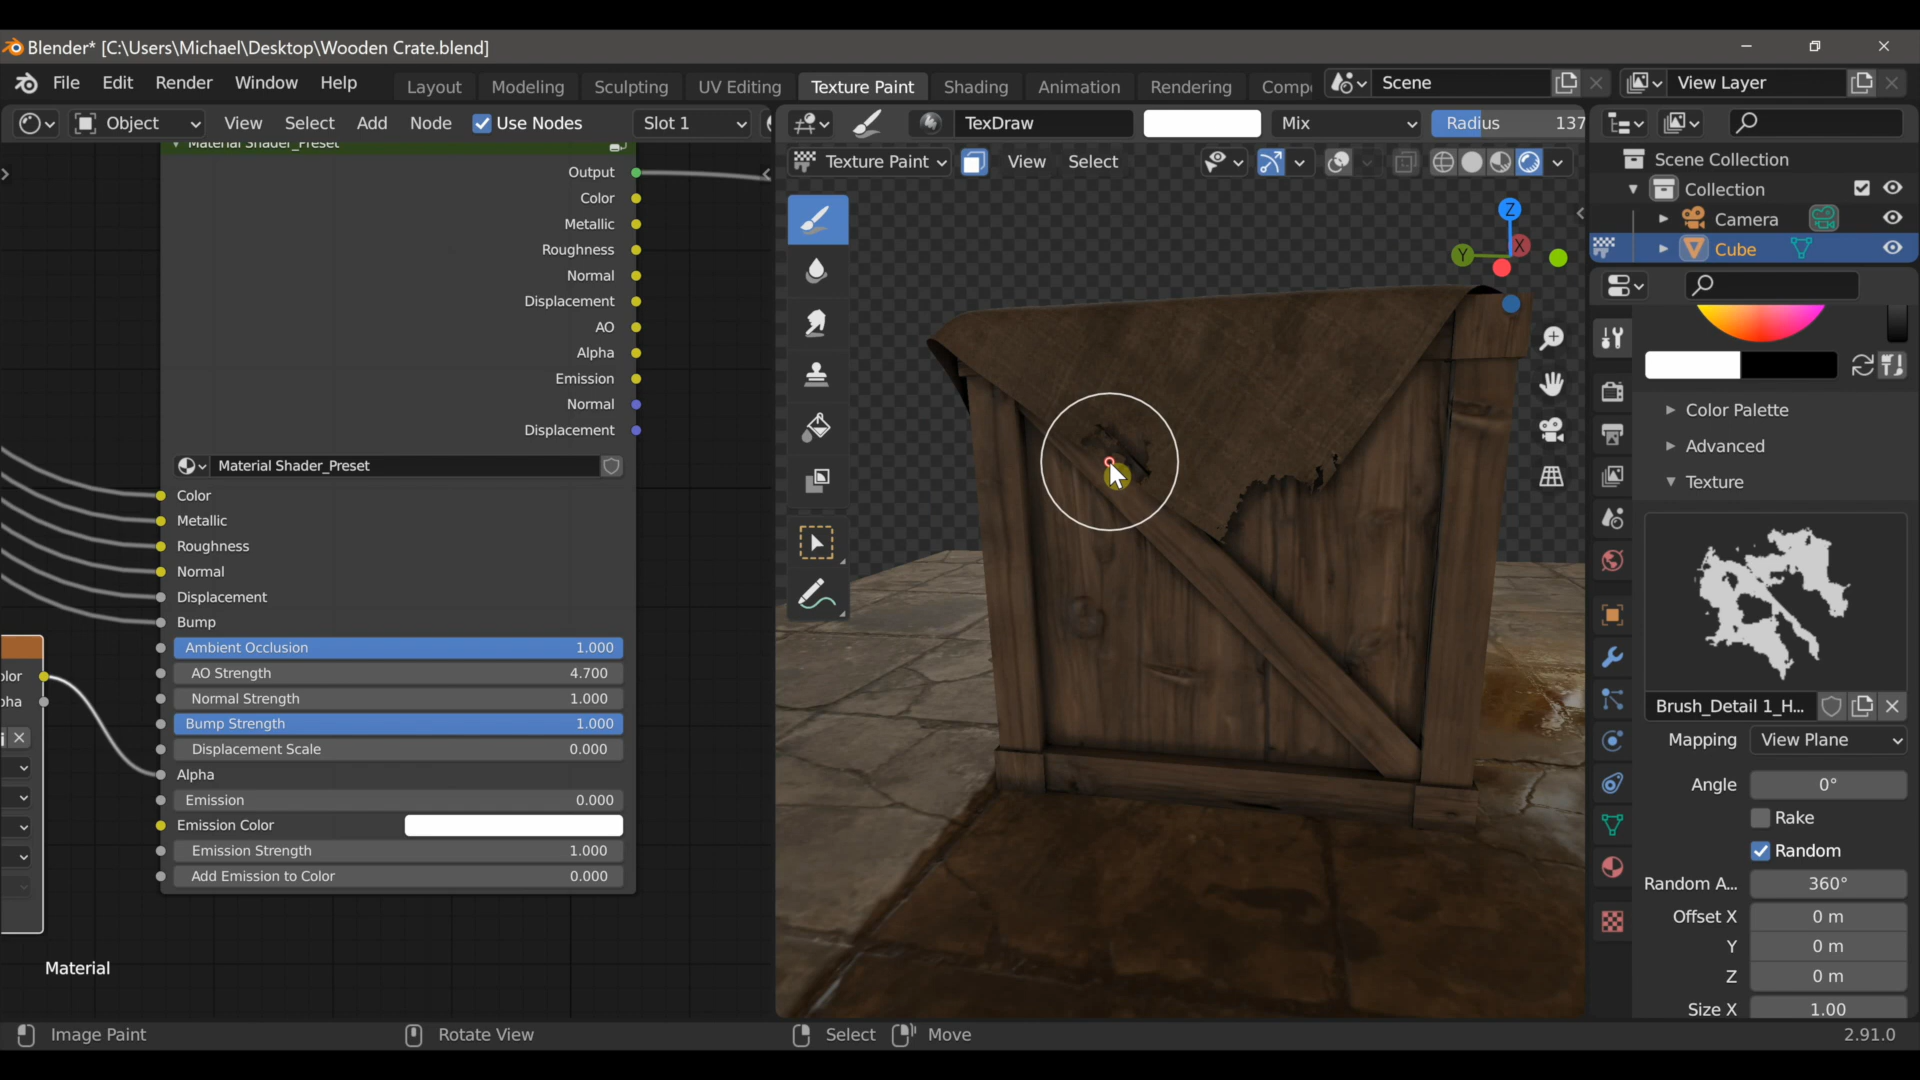 Blender* [C:\Users\Michael\Desktop\Wooden Crate.blend]
File Edit Render Window Help Layout Modeling Sculpting UV Editing Texture Paint Shading Animation Rendering Comp Scene View Layer
Object View Select Add Node Use Nodes Slot 1 TexDraw Mix Radius 137
Texture Paint View Select
Scene Collection
Collection
Camera
Cube
Material Shader_Preset
Output
Color
Metallic
Roughness
Normal
Displacement
AO
Alpha
Emission
Normal
Displacement
Material Shader_Preset
Color
Metallic
Roughness
Normal
Displacement
Bump
Ambient Occlusion 1.000
AO Strength 4.700
Normal Strength 1.000
Bump Strength 1.000
Displacement Scale 0.000
Alpha
Emission 0.000
Emission Color
Emission Strength 1.000
Add Emission to Color 0.000
olor
pha
Material
Z
Y
X
Color Palette
Advanced
Texture
Brush_Detail 1_H...
Mapping View Plane
Angle 0°
Rake
Random
Random A... 360°
Offset X 0 m
Y 0 m
Z 0 m
Size X 1.00
Image Paint Rotate View Select Move 2.91.0